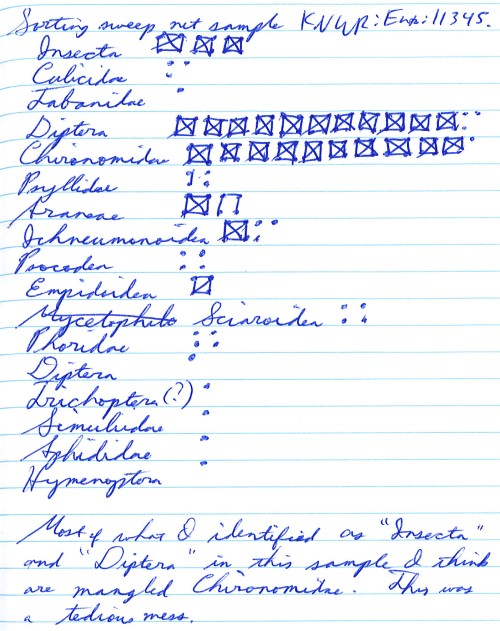 Sorting sweep net sample KNWR:Ento:11345.
Insecta
Culicidae
Tabanidae
Diptera
Chironomidae
Psyllidae
Araneae
Ichneumonoidea
Psocodea
Empidoidea
Mycetophilo Sciaroidea
Phoridae
Diptera
Trichoptera(?)
Simuliidae
Aphididae
Hymenoptera
Most of what I identified as "Insecta"
and "Diptera" in this sample I think
are mangled Chironomidae. This was
a tedious mess.